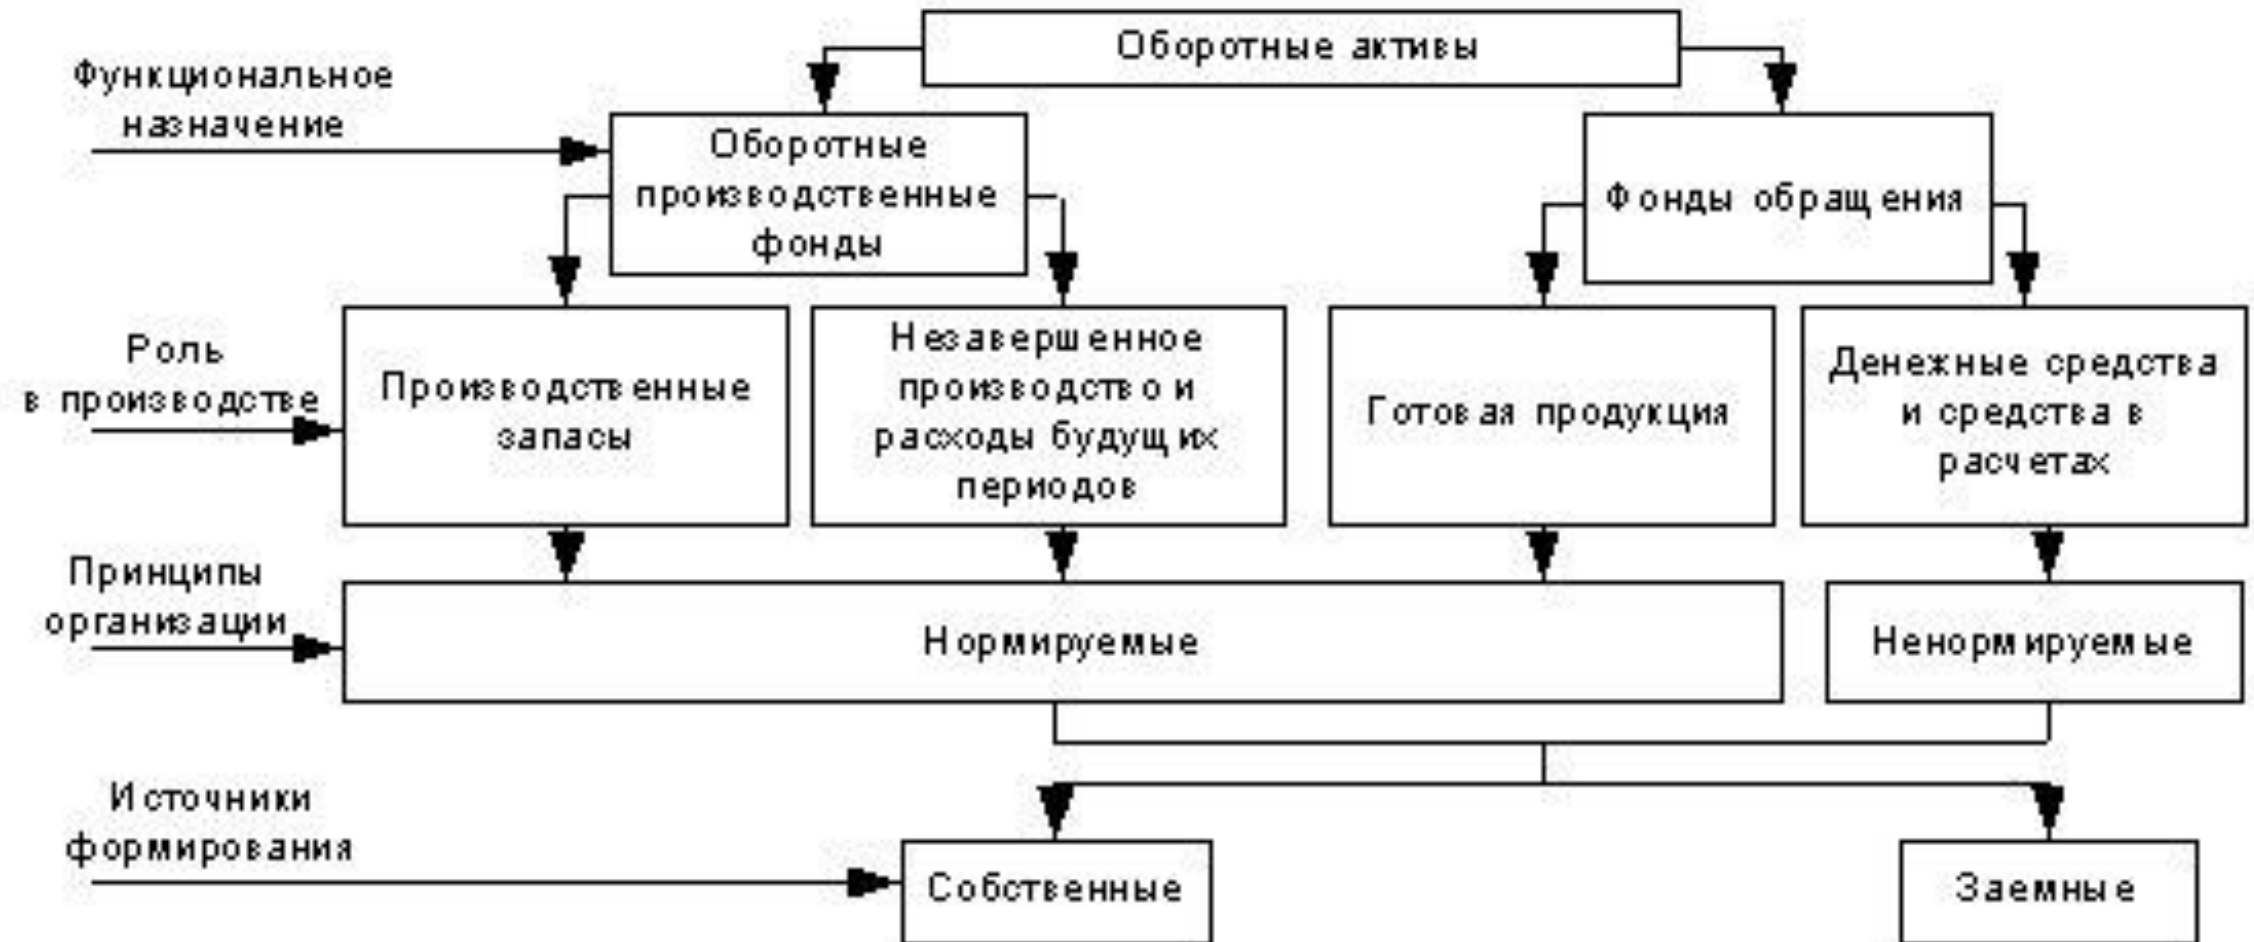 Оборотные активы
Функциональное
назначение
Оборотные
производственные
фонды
Фонды обращения
Роль
в производстве
Производственные
запасы
Незавершенное
производство и
расходы будущих
периодов
Готовая продукция
Денежные средства
и средства в
расчетах
Принципы
организации
Нормируемые
Ненормируемые
Источники
формирования
Собственные
Заемные